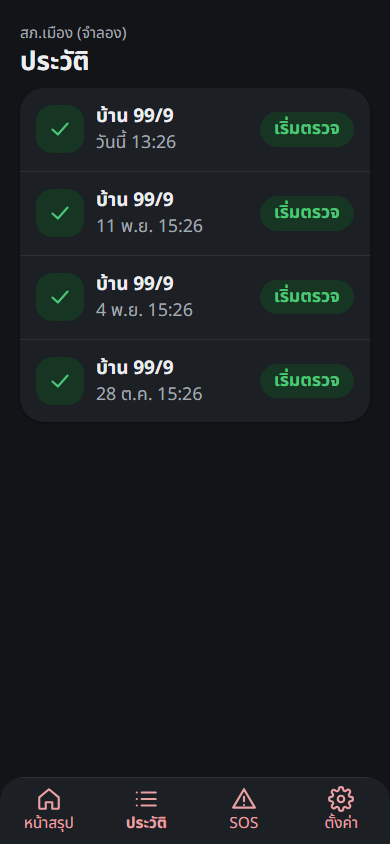 สภ.เมือง (จำลอง)
ประวัติ
บ้าน 99/9
วันนี้ 13:26
เริ่มตรวจ
บ้าน 99/9
11 พ.ย. 15:26
เริ่มตรวจ
บ้าน 99/9
4 พ.ย. 15:26
เริ่มตรวจ
บ้าน 99/9
28 ต.ค. 15:26
เริ่มตรวจ
หน้าสรุป
ประวัติ
SOS
ตั้งค่า